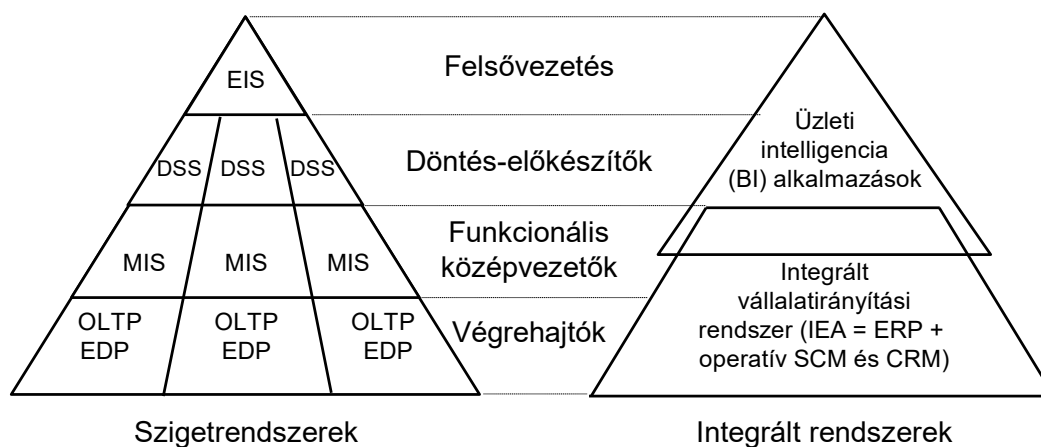 EIS
Felsővezetés
DSS DSS DSS
Döntés-előkészítők
Üzleti
intelligencia
(BI) alkalmazások
MIS MIS MIS
Funkcionális
középvezetők
OLTP OLTP OLTP
EDP EDP EDP
Végrehajtók
Integrált
vállalatirányítási
rendszer (IEA = ERP +
operatív SCM és CRM)
Szigetrendszerek
Integrált rendszerek